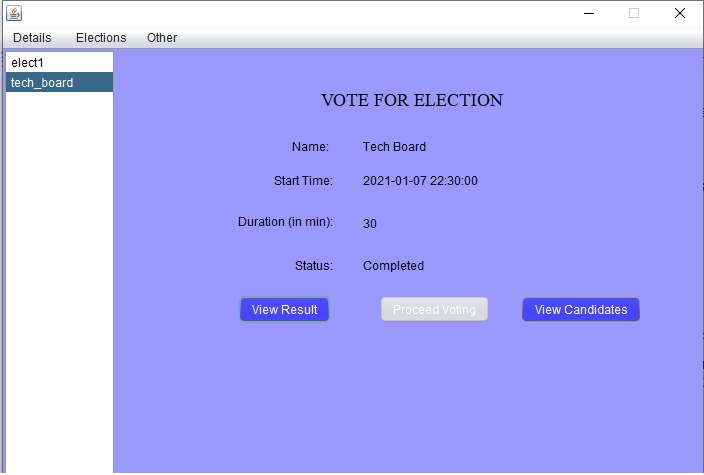 Details Elections Other
elect1
tech_board
VOTE FOR ELECTION
Name: Tech Board
Start Time: 2021-01-07 22:30:00
Duration (in min): 30
Status: Completed
View Result Proceed Voting View Candidates